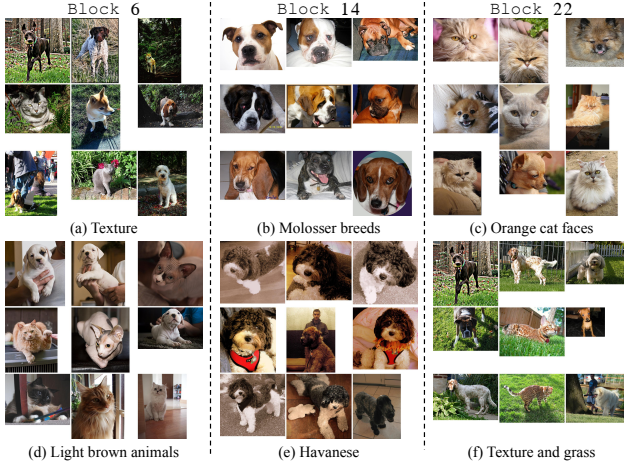 Block 6
Block 14
Block 22
(a) Texture
(b) Molosser breeds
(c) Orange cat faces
(d) Light brown animals
(e) Havanese
(f) Texture and grass